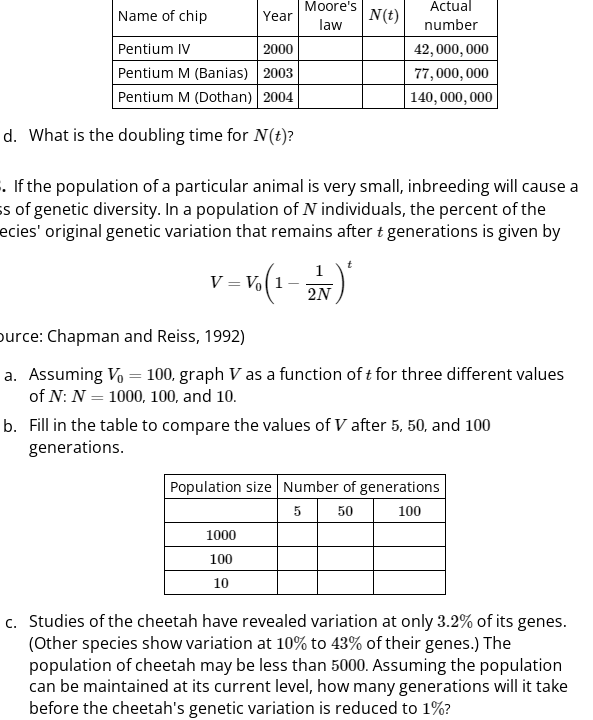 Name of chip Year Moore's law N(t) Actual number
Pentium IV 2000 42,000,000
Pentium M (Banias) 2003 77,000,000
Pentium M (Dothan) 2004 140,000,000
d. What is the doubling time for N(t)?
. If the population of a particular animal is very small, inbreeding will cause a
ss of genetic diversity. In a population of N individuals, the percent of the
ecies' original genetic variation that remains after t generations is given by
V = V₀(1 − 1/2N)ᵗ
ource: Chapman and Reiss, 1992)
a. Assuming V₀ = 100, graph V as a function of t for three different values
of N: N = 1000, 100, and 10.
b. Fill in the table to compare the values of V after 5, 50, and 100
generations.
Population size Number of generations
5 50 100
1000
100
10
c. Studies of the cheetah have revealed variation at only 3.2% of its genes.
(Other species show variation at 10% to 43% of their genes.) The
population of cheetah may be less than 5000. Assuming the population
can be maintained at its current level, how many generations will it take
before the cheetah's genetic variation is reduced to 1%?